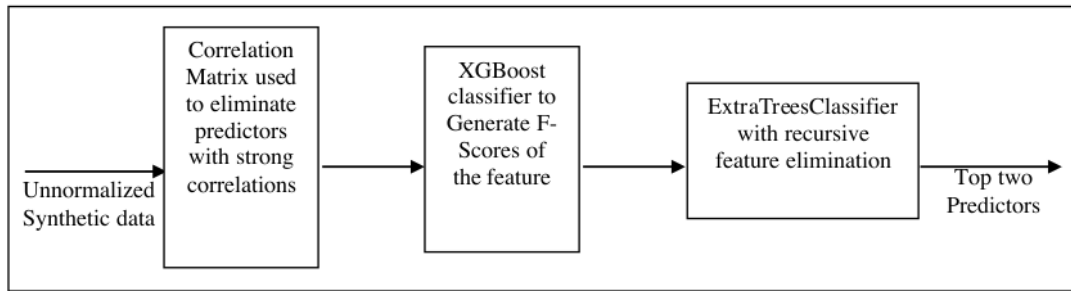 Unnormalized
Synthetic data
Correlation
Matrix used
to eliminate
predictors
with strong
correlations
XGBoost
classifier to
Generate F-
Scores of
the feature
ExtraTreesClassifier
with recursive
feature elimination
Top two
Predictors